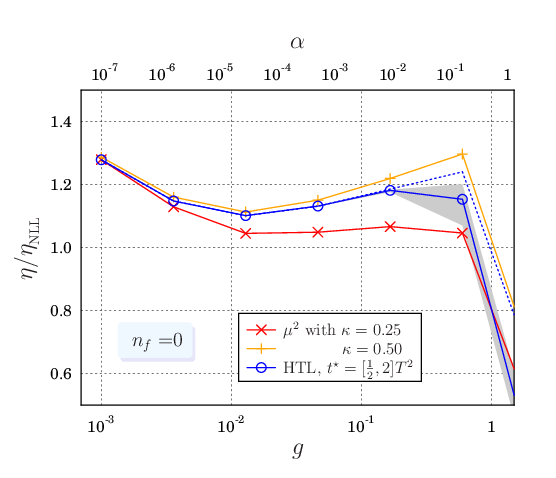 α
10⁻⁷ 10⁻⁶ 10⁻⁵ 10⁻⁴ 10⁻³ 10⁻² 10⁻¹ 1
1.4
1.2
1.0
0.8
0.6
η/η_NLL
n_f =0
μ² with κ = 0.25
κ = 0.50
HTL, t* = [1/2, 2]T²
10⁻³ 10⁻² 10⁻¹ 1
g